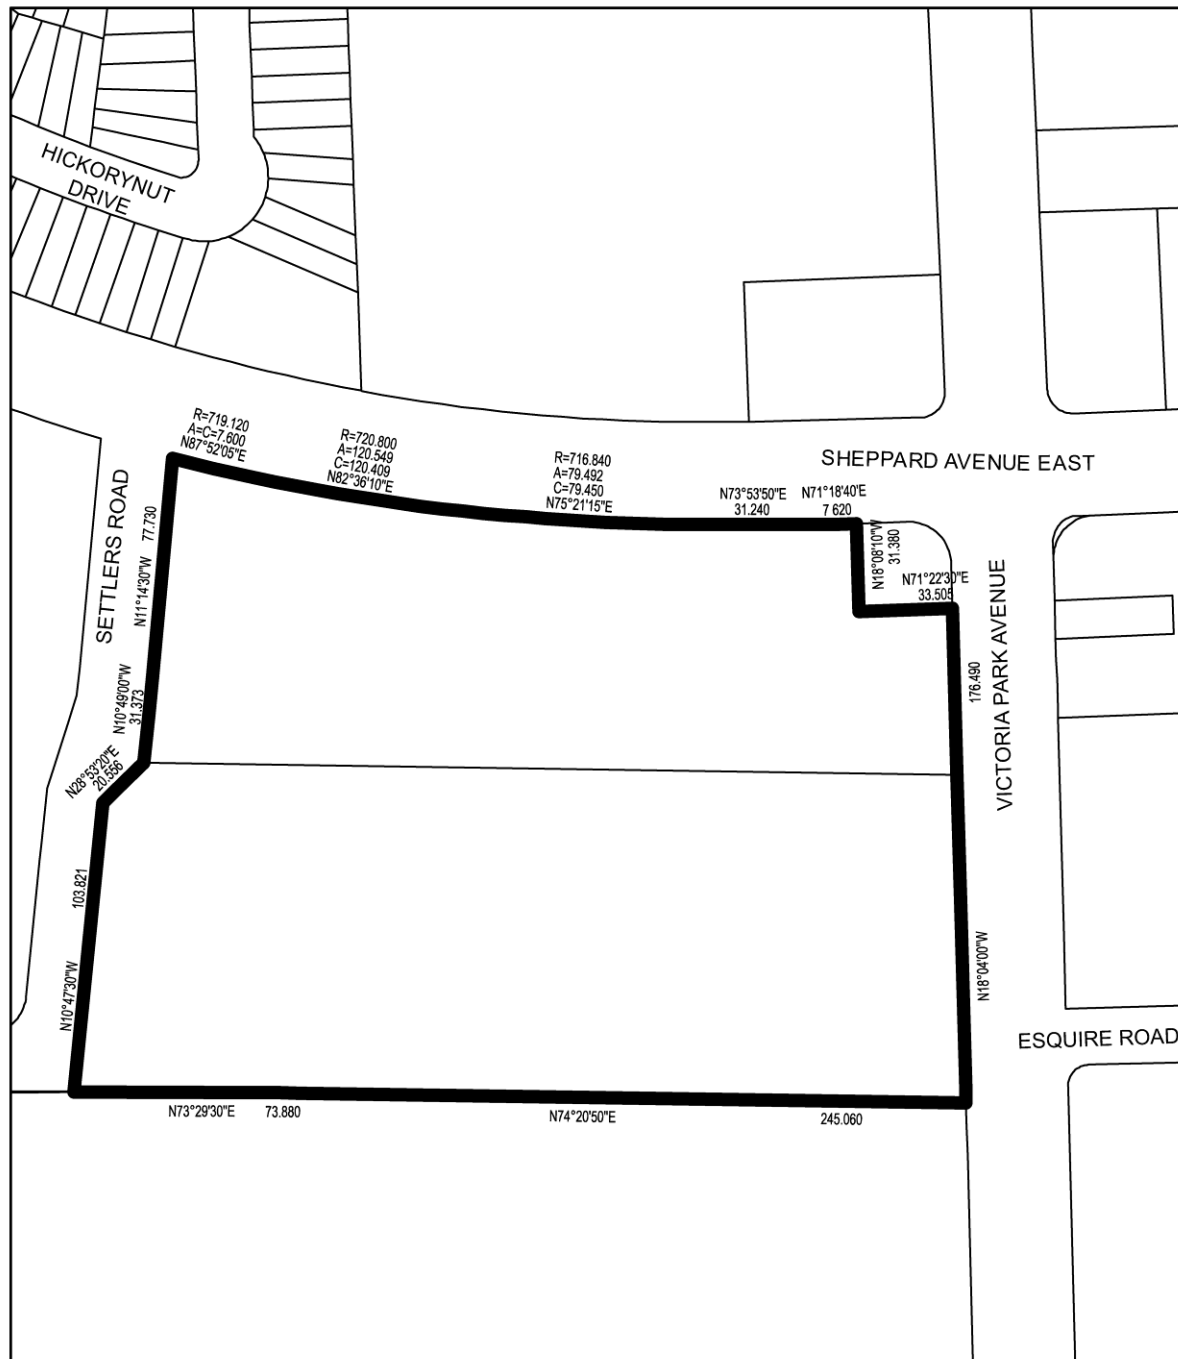 HICKORYNUT
DRIVE
R=719.120
A=C=7.600
N87°52'05"E
R=720.800
A=120.549
C=120.409
N82°36'10"E
R=716.840
A=79.492
C=79.450
N75°21'15"E
SHEPPARD AVENUE EAST
N73°53'50"E
31.240
N71°18'40'E
7 620
N18°08'10"W
31.380
N71°22'30"E
33.505
SETTLERS ROAD
77.730
N11°14'30"W
N10°49'00"W
31.373
N28°53'20"E
20.556
103.821
N10°47'30"W
VICTORIA PARK AVENUE
176.490
N18°04'00"W
ESQUIRE ROAD
N73°29'30"E
73.880
N74°20'50"E
245.060